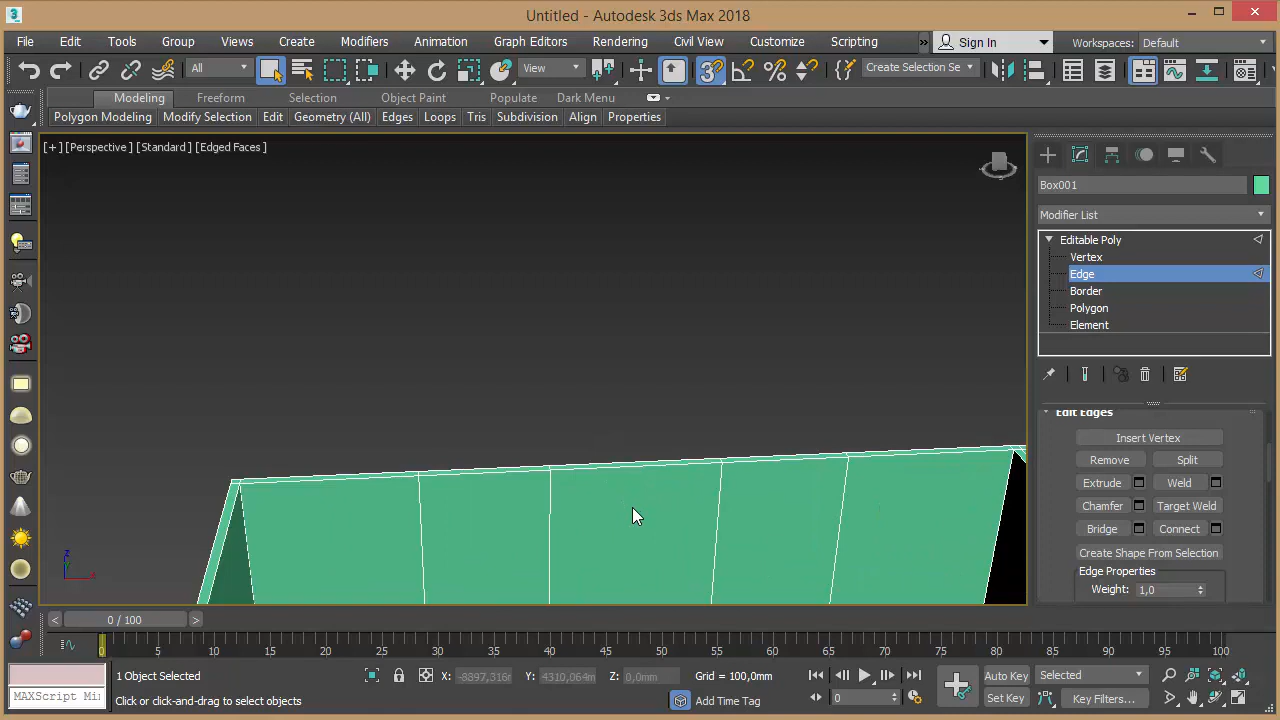 Untitled - Autodesk 3ds Max 2018
File Edit Tools Group Views Create Modifiers Animation Graph Editors Rendering Civil View Customize Scripting » Sign In Workspaces: Default
All View Create Selection Se
Modeling Freeform Selection Object Paint Populate Dark Menu
Polygon Modeling Modify Selection Edit Geometry (All) Edges Loops Tris Subdivision Align Properties
[+] [Perspective ] [Standard ] [Edged Faces ]
Box001
Modifier List
Editable Poly
Vertex
Edge
Border
Polygon
Element
Edit Edges
Insert Vertex
Remove Split
Extrude Weld
Chamfer Target Weld
Bridge Connect
Create Shape From Selection
Edge Properties
Weight: 1,0
z
< 0 / 100 >
0 5 10 15 20 25 30 35 40 45 50 55 60 65 70 75 80 85 90 95 100
1 Object Selected X: -8897,316m Y: 4310,064m Z: 0,0mm Grid = 100,0mm Auto Key Selected
MAXScript Mi Click or click-and-drag to select objects Add Time Tag 0 Set Key Key Filters...